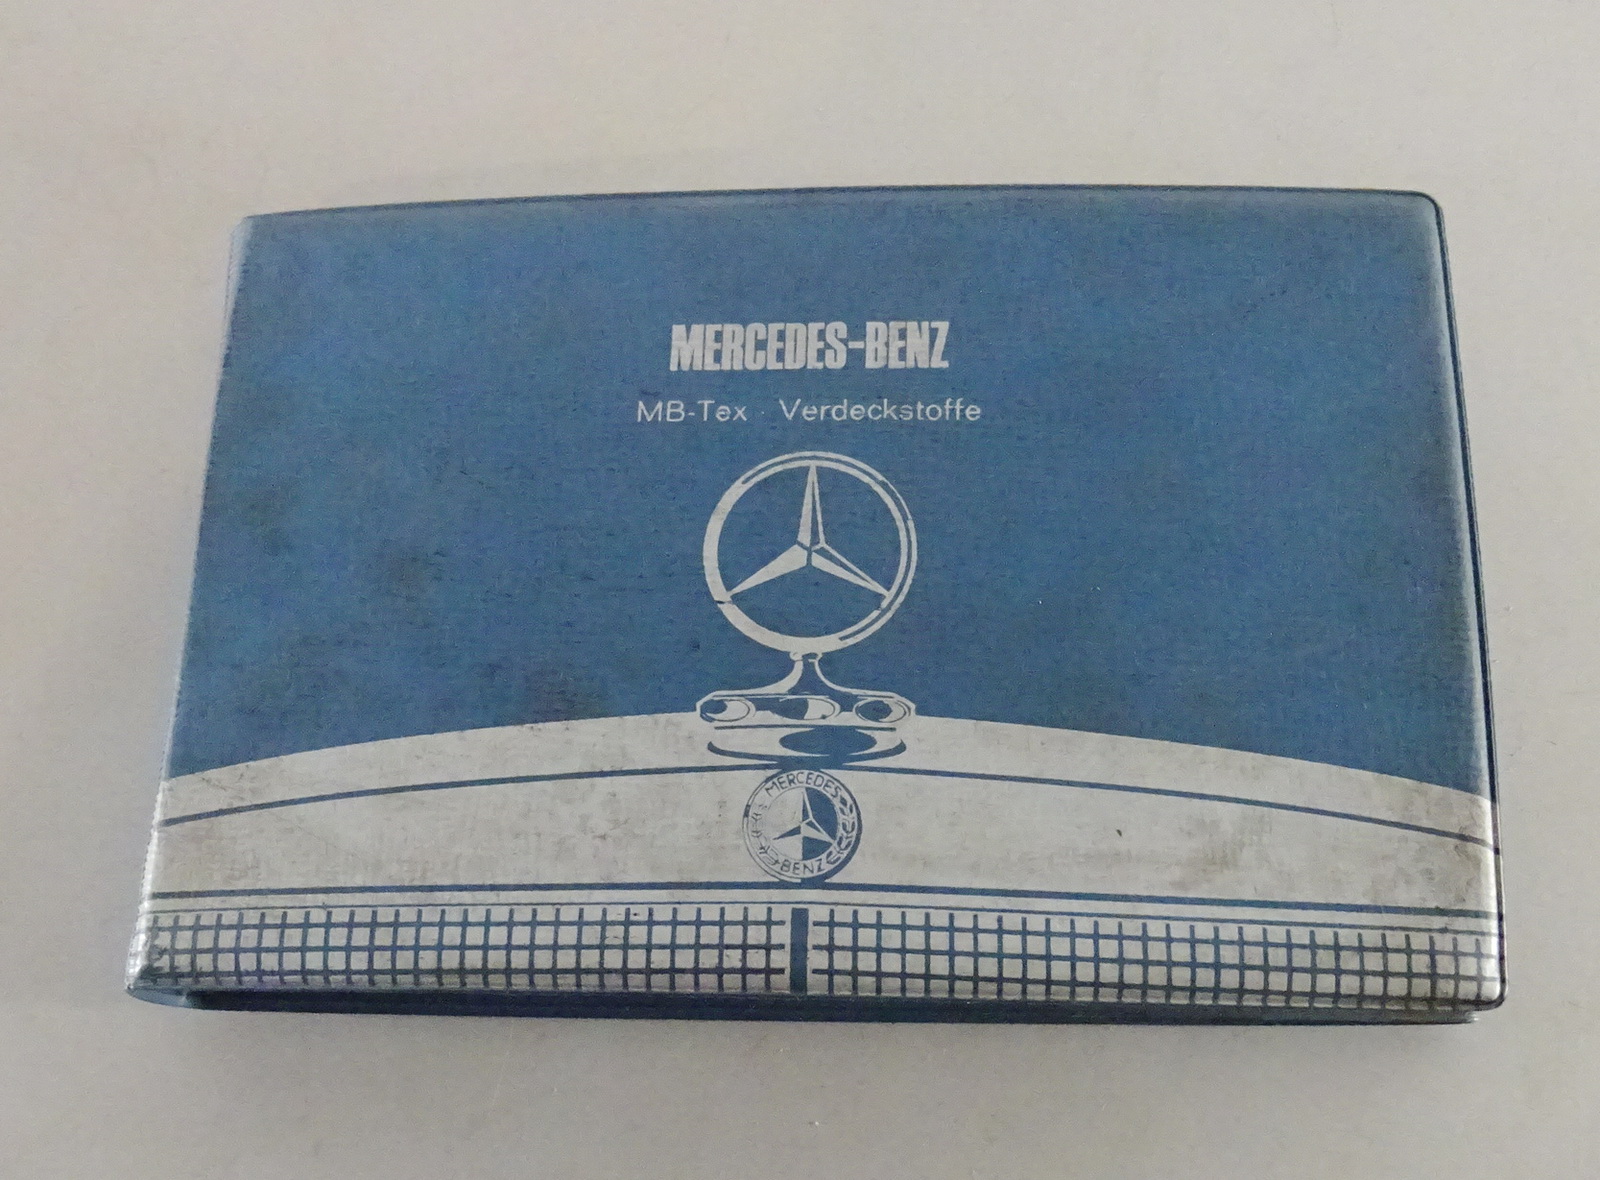 MERCEDES-BENZ
MB-Tex · Verdeckstoffe
MERCEDES
BENZ